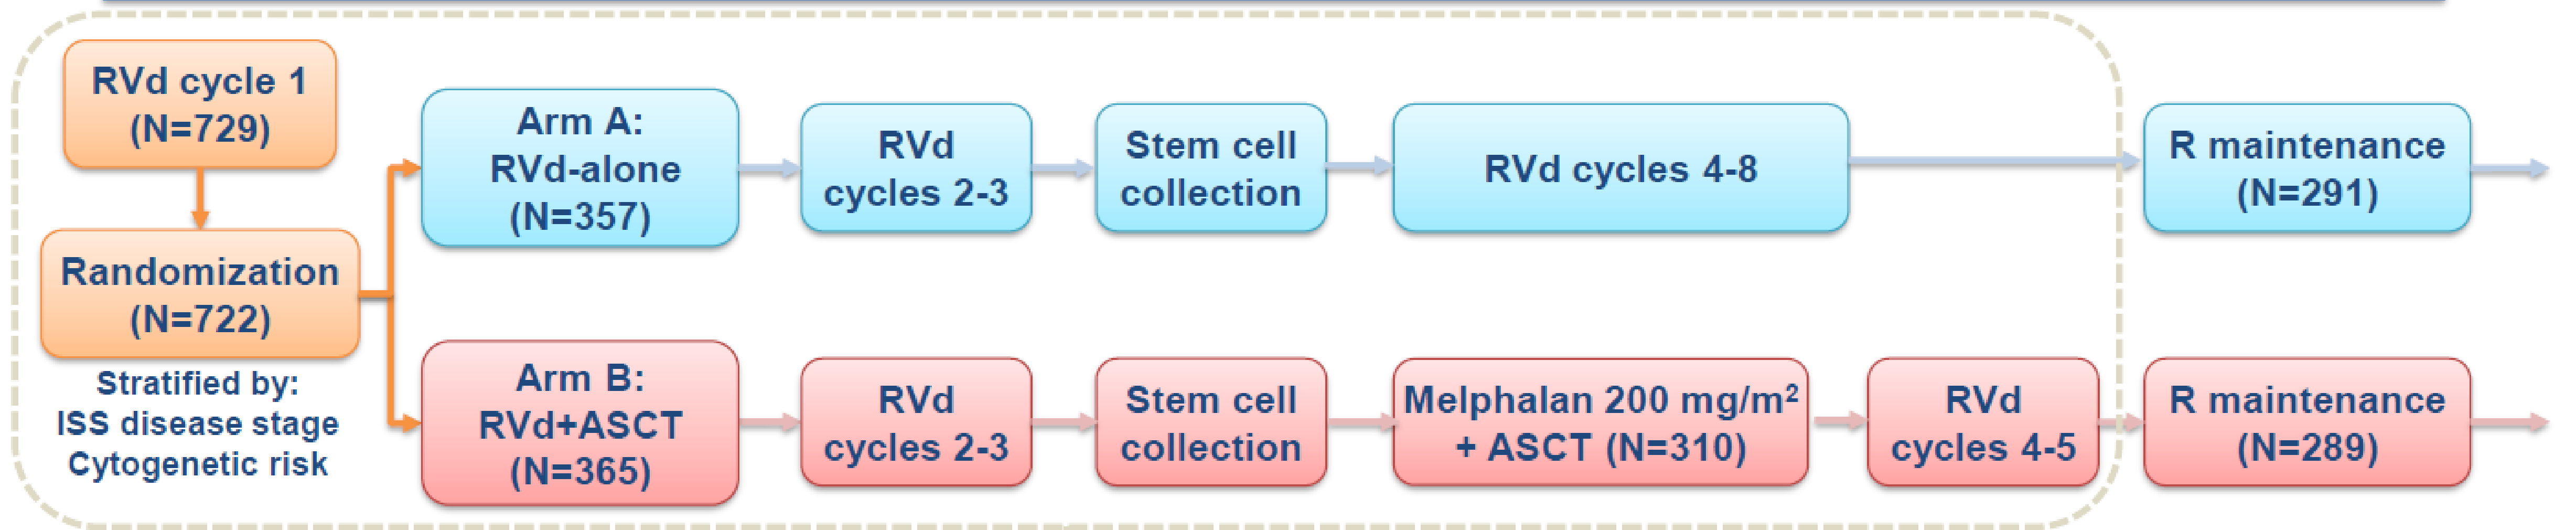 RVd cycle 1
(N=729)
Randomization
(N=722)
Stratified by:
ISS disease stage
Cytogenetic risk
Arm A:
RVd-alone
(N=357)
RVd
cycles 2-3
Stem cell
collection
RVd cycles 4-8
R maintenance
(N=291)
Arm B:
RVd+ASCT
(N=365)
RVd
cycles 2-3
Stem cell
collection
Melphalan 200 mg/m²
+ ASCT (N=310)
RVd
cycles 4-5
R maintenance
(N=289)